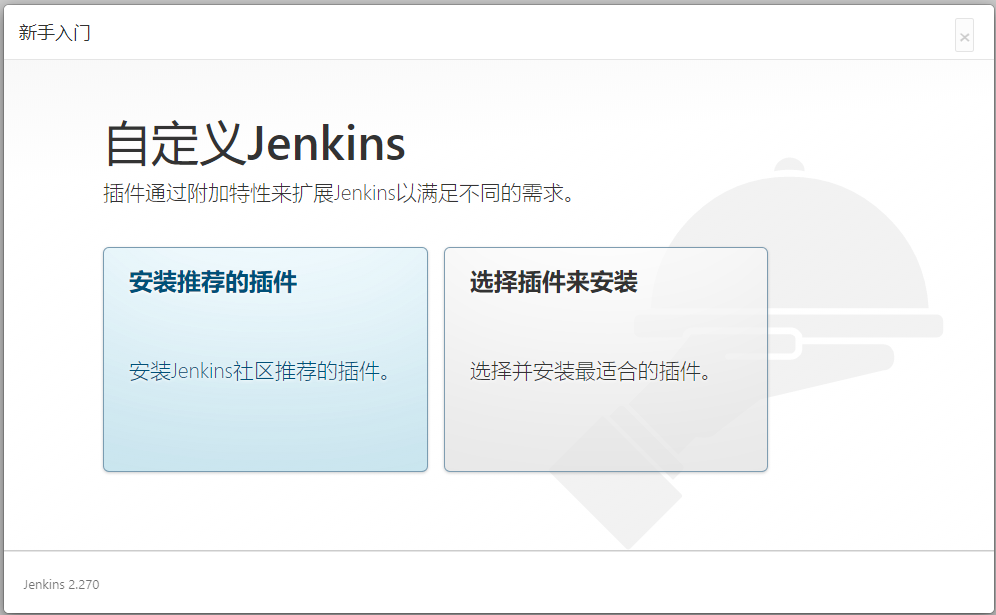 新手入门
×
自定义Jenkins
插件通过附加特性来扩展Jenkins以满足不同的需求。
安装推荐的插件
安装Jenkins社区推荐的插件。
选择插件来安装
选择并安装最适合的插件。
Jenkins 2.270